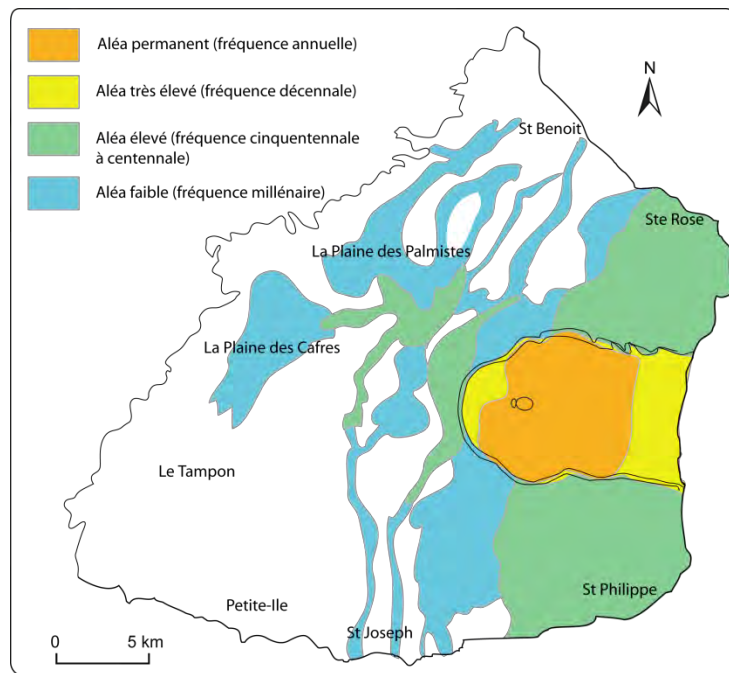 Aléa permanent (fréquence annuelle)
Aléa très élevé (fréquence décennale)
Aléa élevé (fréquence cinquentennale
à centennale)
Aléa faible (fréquence millénaire)
N
St Benoit
Ste Rose
La Plaine des Palmistes
La Plaine des Cafres
Le Tampon
St Philippe
Petite-Ile
St Joseph
0 5 km